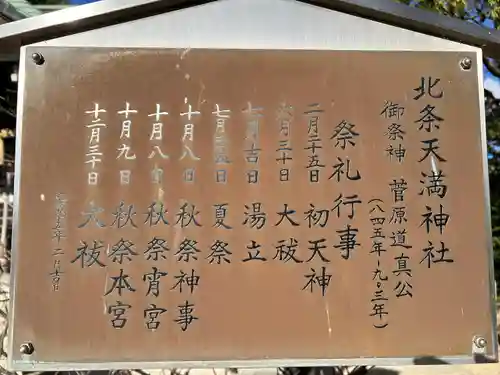 北条天満神社
御祭神 菅原道真公
(八四五年-九〇三年)
祭礼行事
二月二十五日 初天神
六月三十日 大祓
七月吉日 湯立
七月二十五日 夏祭
十月八日 秋祭神事
十月八日 秋祭宵宮
十月九日 秋祭本宮
十二月三十日 大祓